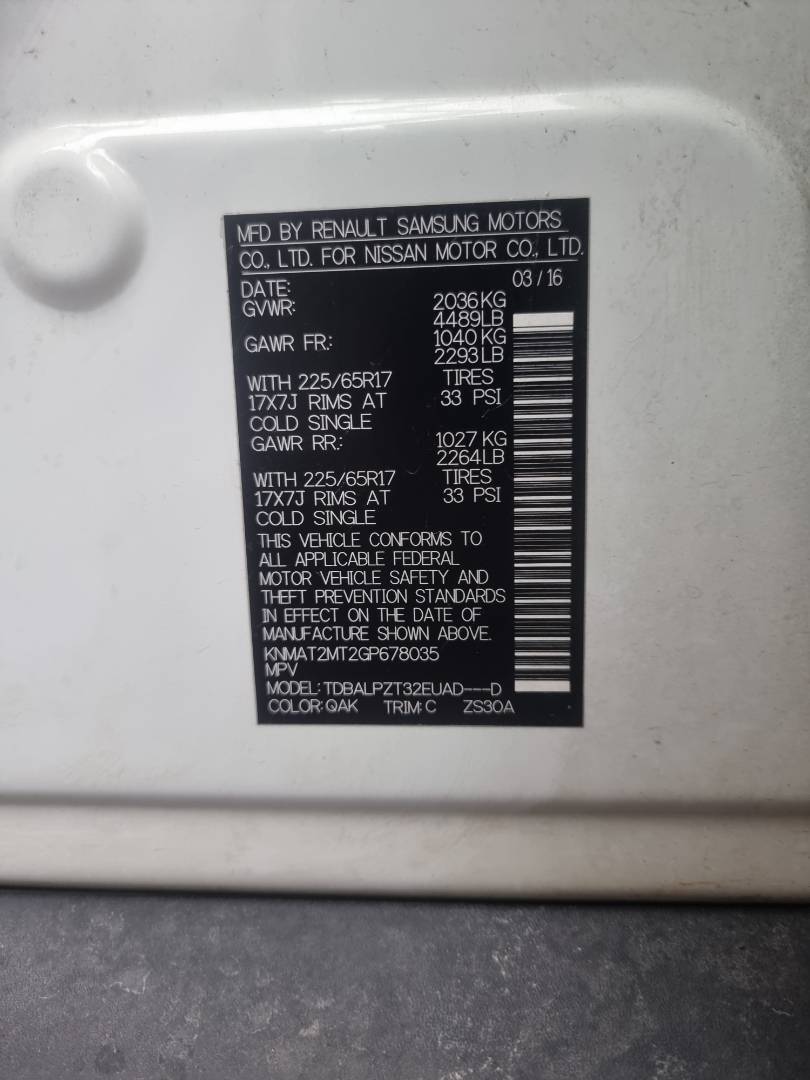 MFD BY RENAULT SAMSUNG MOTORS
CO., LTD. FOR NISSAN MOTOR CO., LTD.
DATE: 03 / 16
GVWR: 2036 KG
4489 LB
GAWR FR.: 1040 KG
2293 LB
WITH 225/65R17 TIRES
17X7J RIMS AT 33 PSI
COLD SINGLE
GAWR RR.: 1027 KG
2264 LB
WITH 225/65R17 TIRES
17X7J RIMS AT 33 PSI
COLD SINGLE
THIS VEHICLE CONFORMS TO
ALL APPLICABLE FEDERAL
MOTOR VEHICLE SAFETY AND
THEFT PREVENTION STANDARDS
IN EFFECT ON THE DATE OF
MANUFACTURE SHOWN ABOVE.
KNMAT2MT2GP678035
MPV
MODEL: TDBALPZT32EUAD---D
COLOR: QAK TRIM: C ZS30A